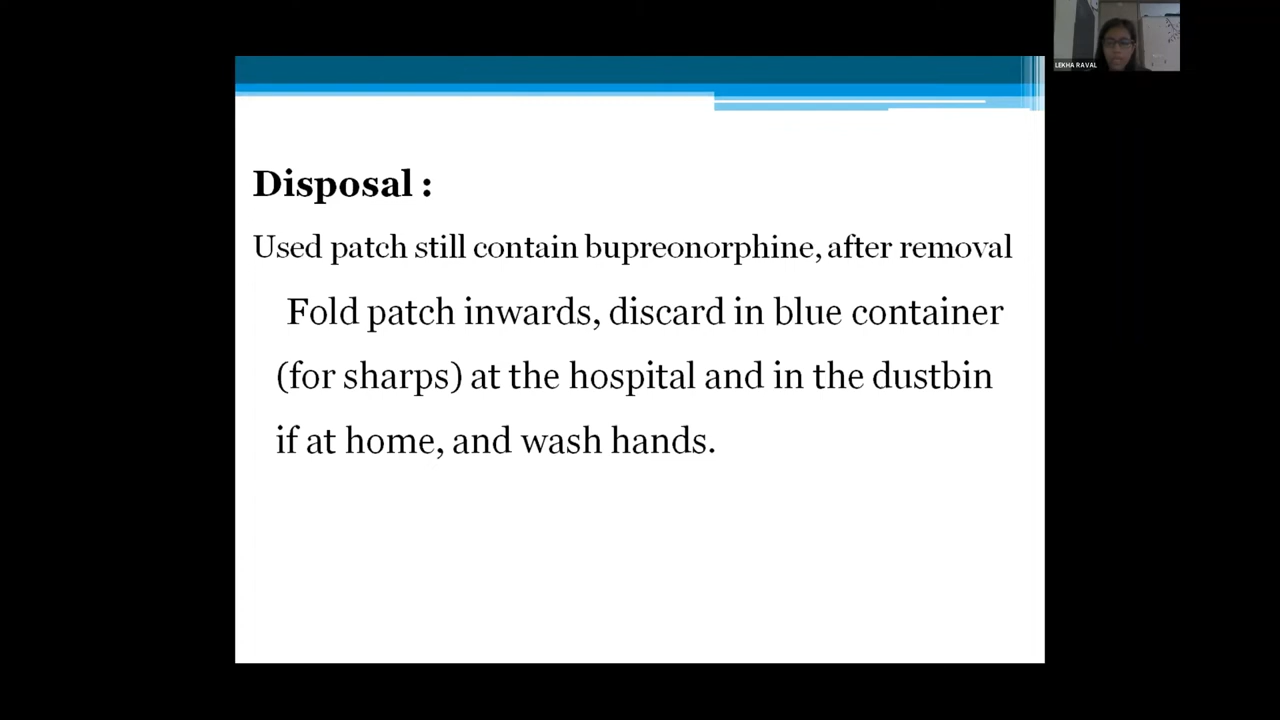 LEKHA RAVAL
Disposal :
Used patch still contain bupreonorphine, after removal
Fold patch inwards, discard in blue container
(for sharps) at the hospital and in the dustbin
if at home, and wash hands.